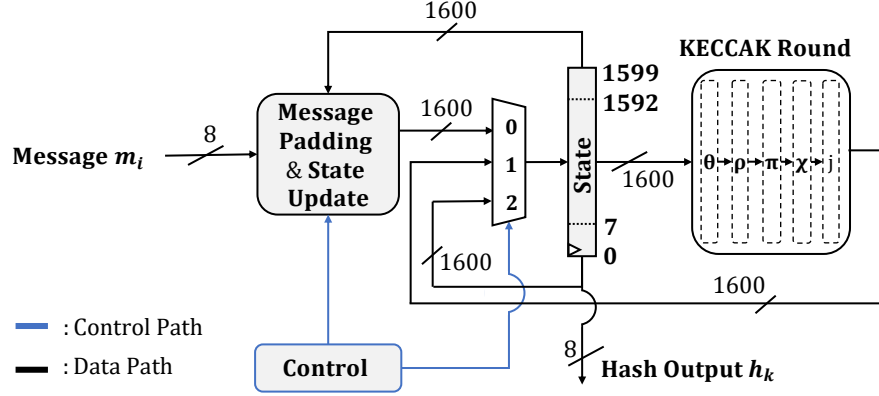 1600
KECCAK Round
1599
1592
Message
Padding
& State
Update
1600
8
Message mᵢ
0
1
2
State
1600
θ ρ π χ j
7
0
1600
1600
: Control Path
: Data Path
Control
8
Hash Output hₖ